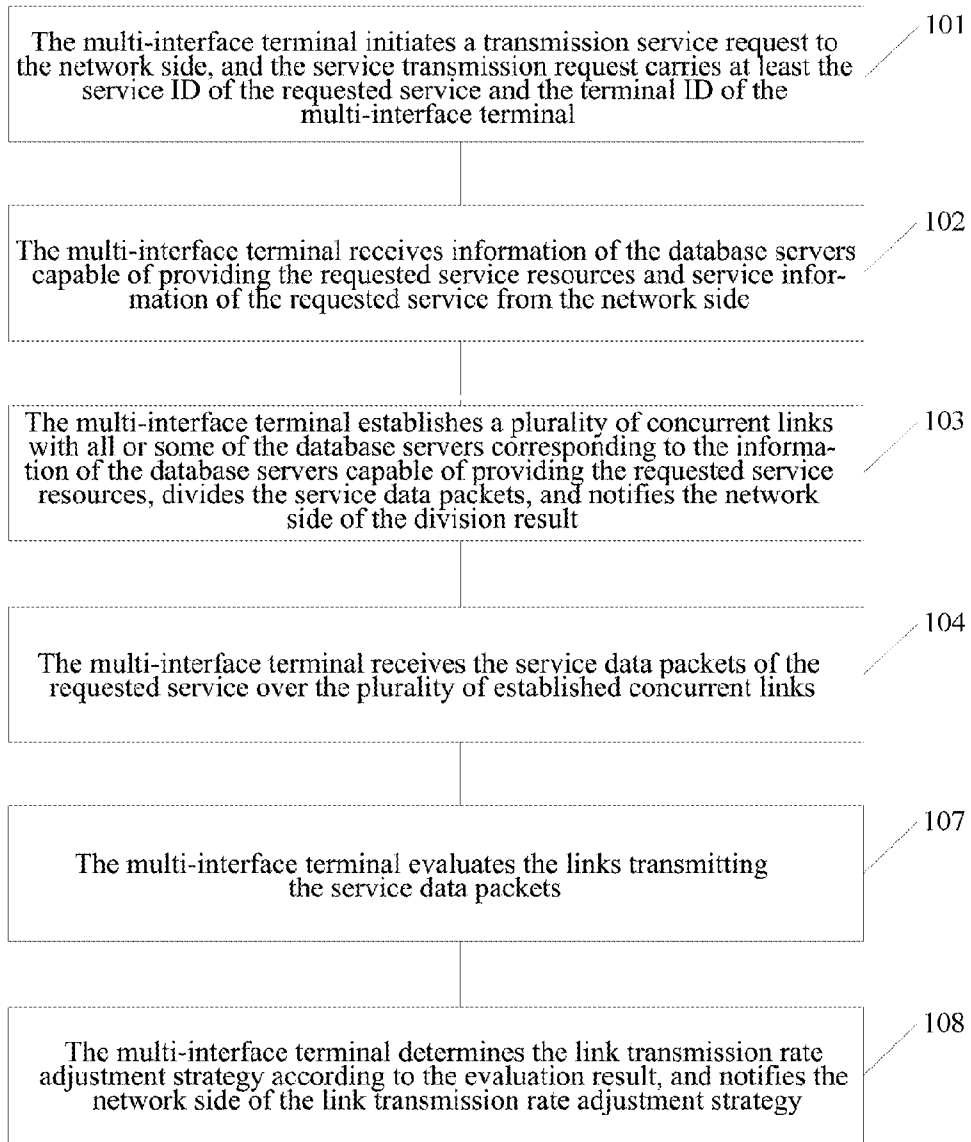 The multi-interface terminal initiates a transmission service request to
the network side, and the service transmission request carries at least the
service ID of the requested service and the terminal ID of the
multi-interface terminal
101
The multi-interface terminal receives information of the database servers
capable of providing the requested service resources and service infor-
mation of the requested service from the network side
102
The multi-interface terminal establishes a plurality of concurrent links
with all or some of the database servers corresponding to the informa-
tion of the database servers capable of providing the requested service
resources, divides the service data packets, and notifies the network
side of the division result
103
The multi-interface terminal receives the service data packets of the
requested service over the plurality of established concurrent links
104
The multi-interface terminal evaluates the links transmitting
the service data packets
107
The multi-interface terminal determines the link transmission rate
adjustment strategy according to the evaluation result, and notifies the
network side of the link transmission rate adjustment strategy
108